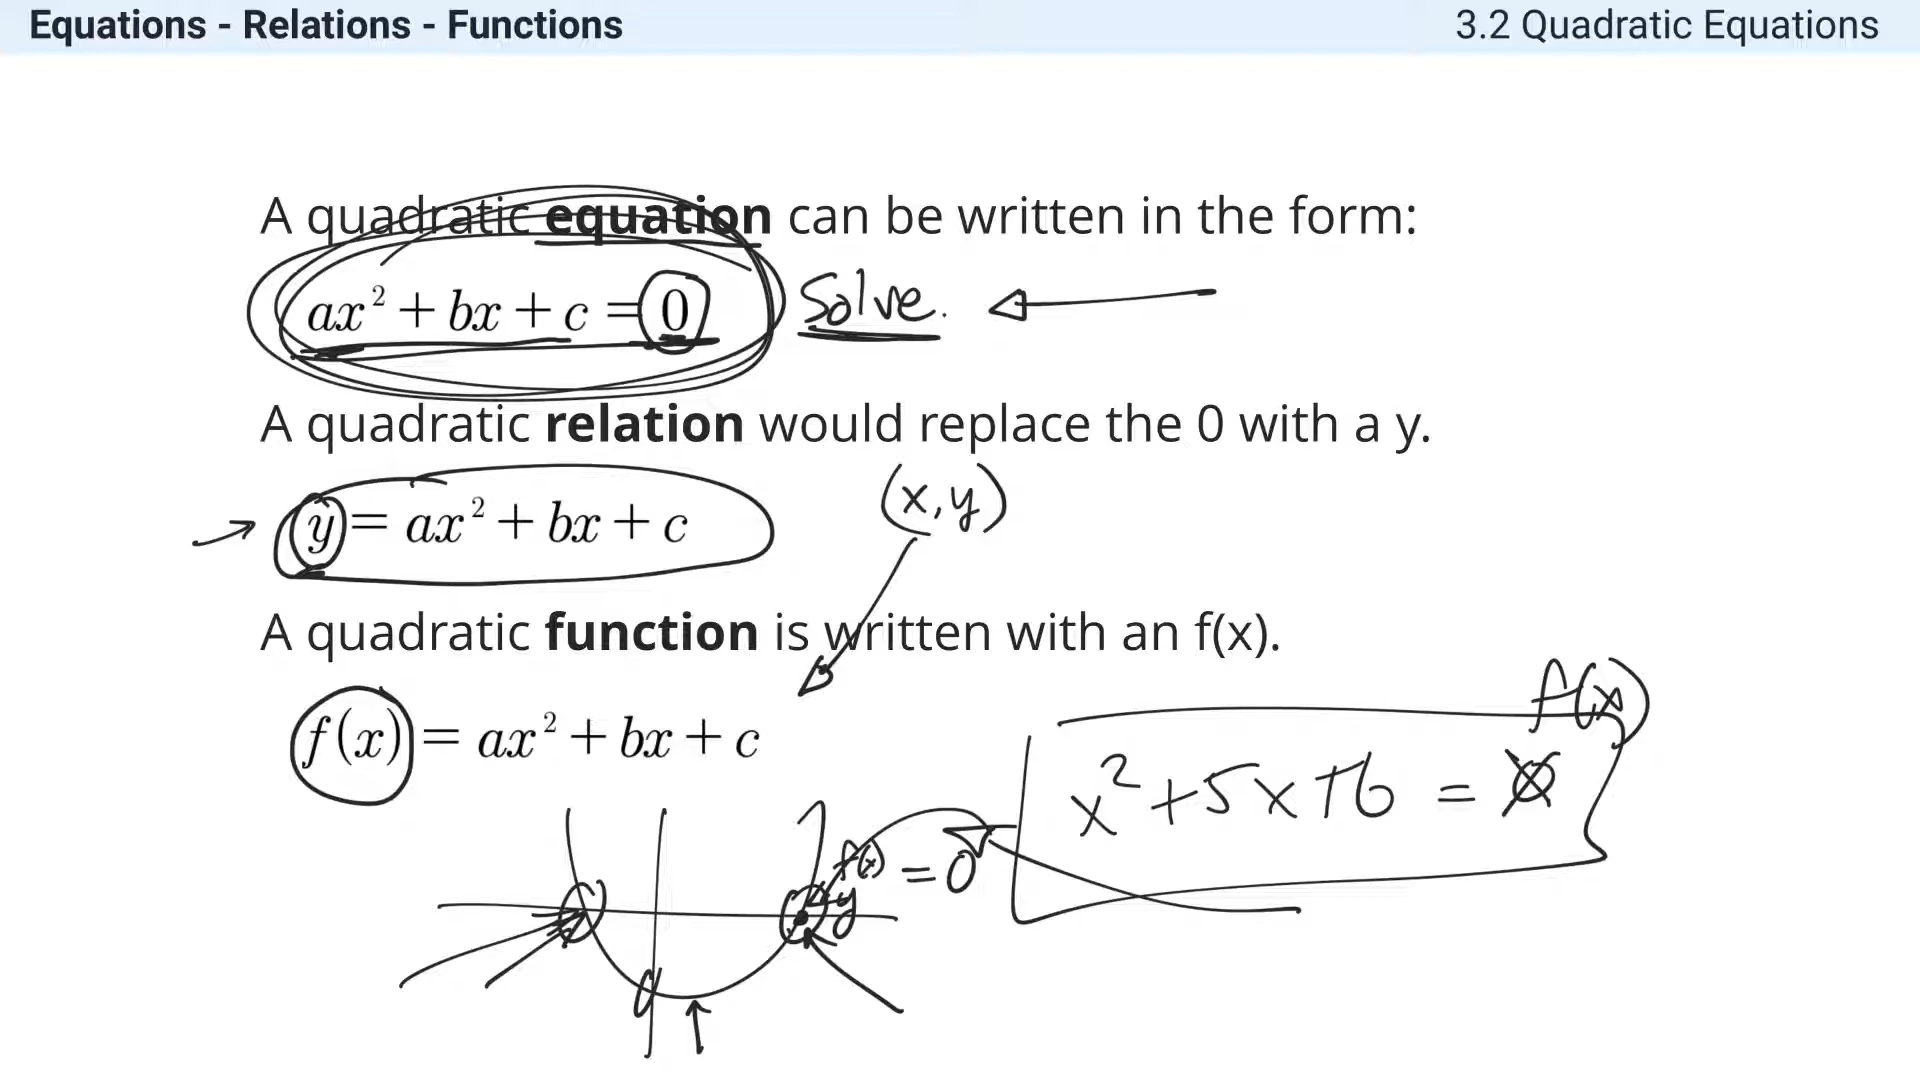 Equations - Relations - Functions
3.2 Quadratic Equations
A quadratic equation can be written in the form:
ax² + bx + c = 0
Solve.
A quadratic relation would replace the 0 with a y.
y = ax² + bx + c
(x,y)
A quadratic function is written with an f(x).
f(x) = ax² + bx + c
f(x)
x² + 5x + 6 = 0
f(x) = 0
y